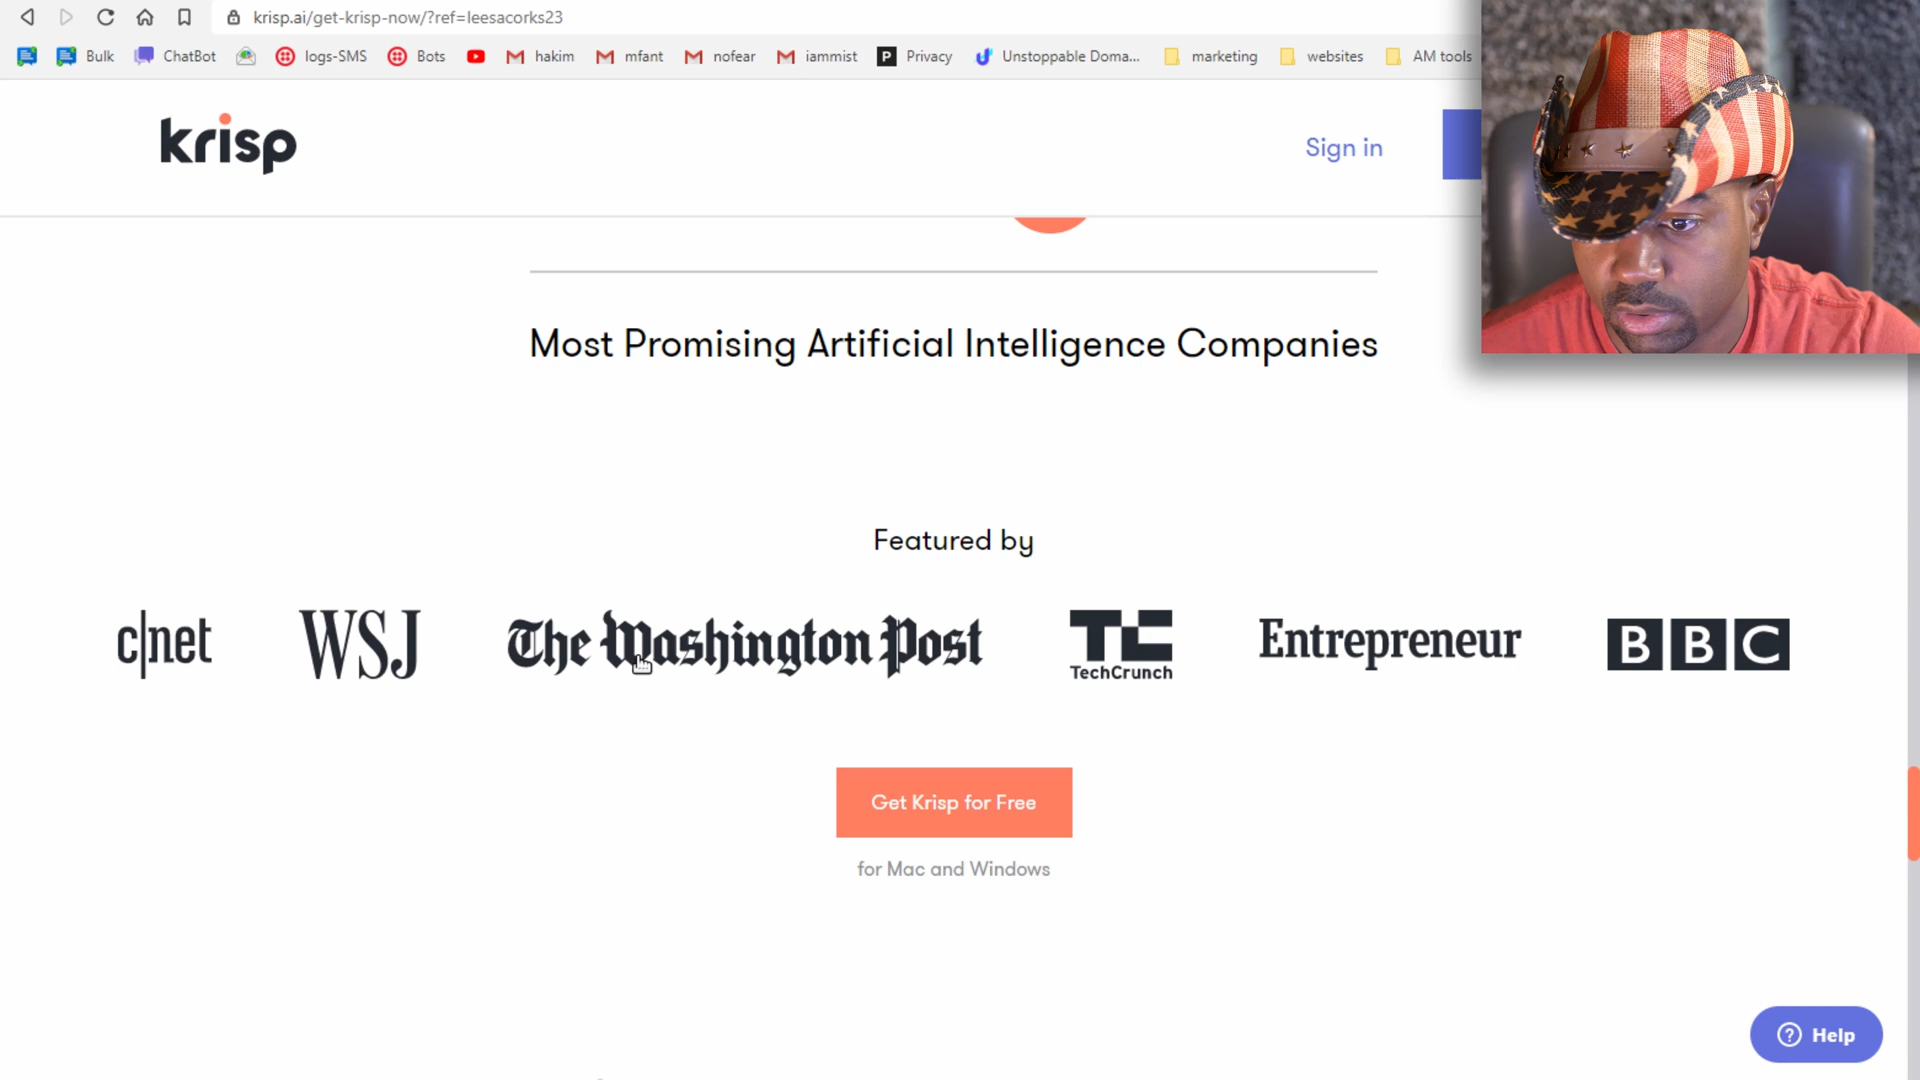 krisp.ai/get-krisp-now/?ref=leesacorks23
Bulk ChatBot logs-SMS Bots hakim mfant nofear iammist P Privacy Unstoppable Doma... marketing websites AM tools
krisp
Sign in
Most Promising Artificial Intelligence Companies
Featured by
c|net WSJ The Washington Post TC TechCrunch Entrepreneur BBC
Get Krisp for Free
for Mac and Windows
? Help